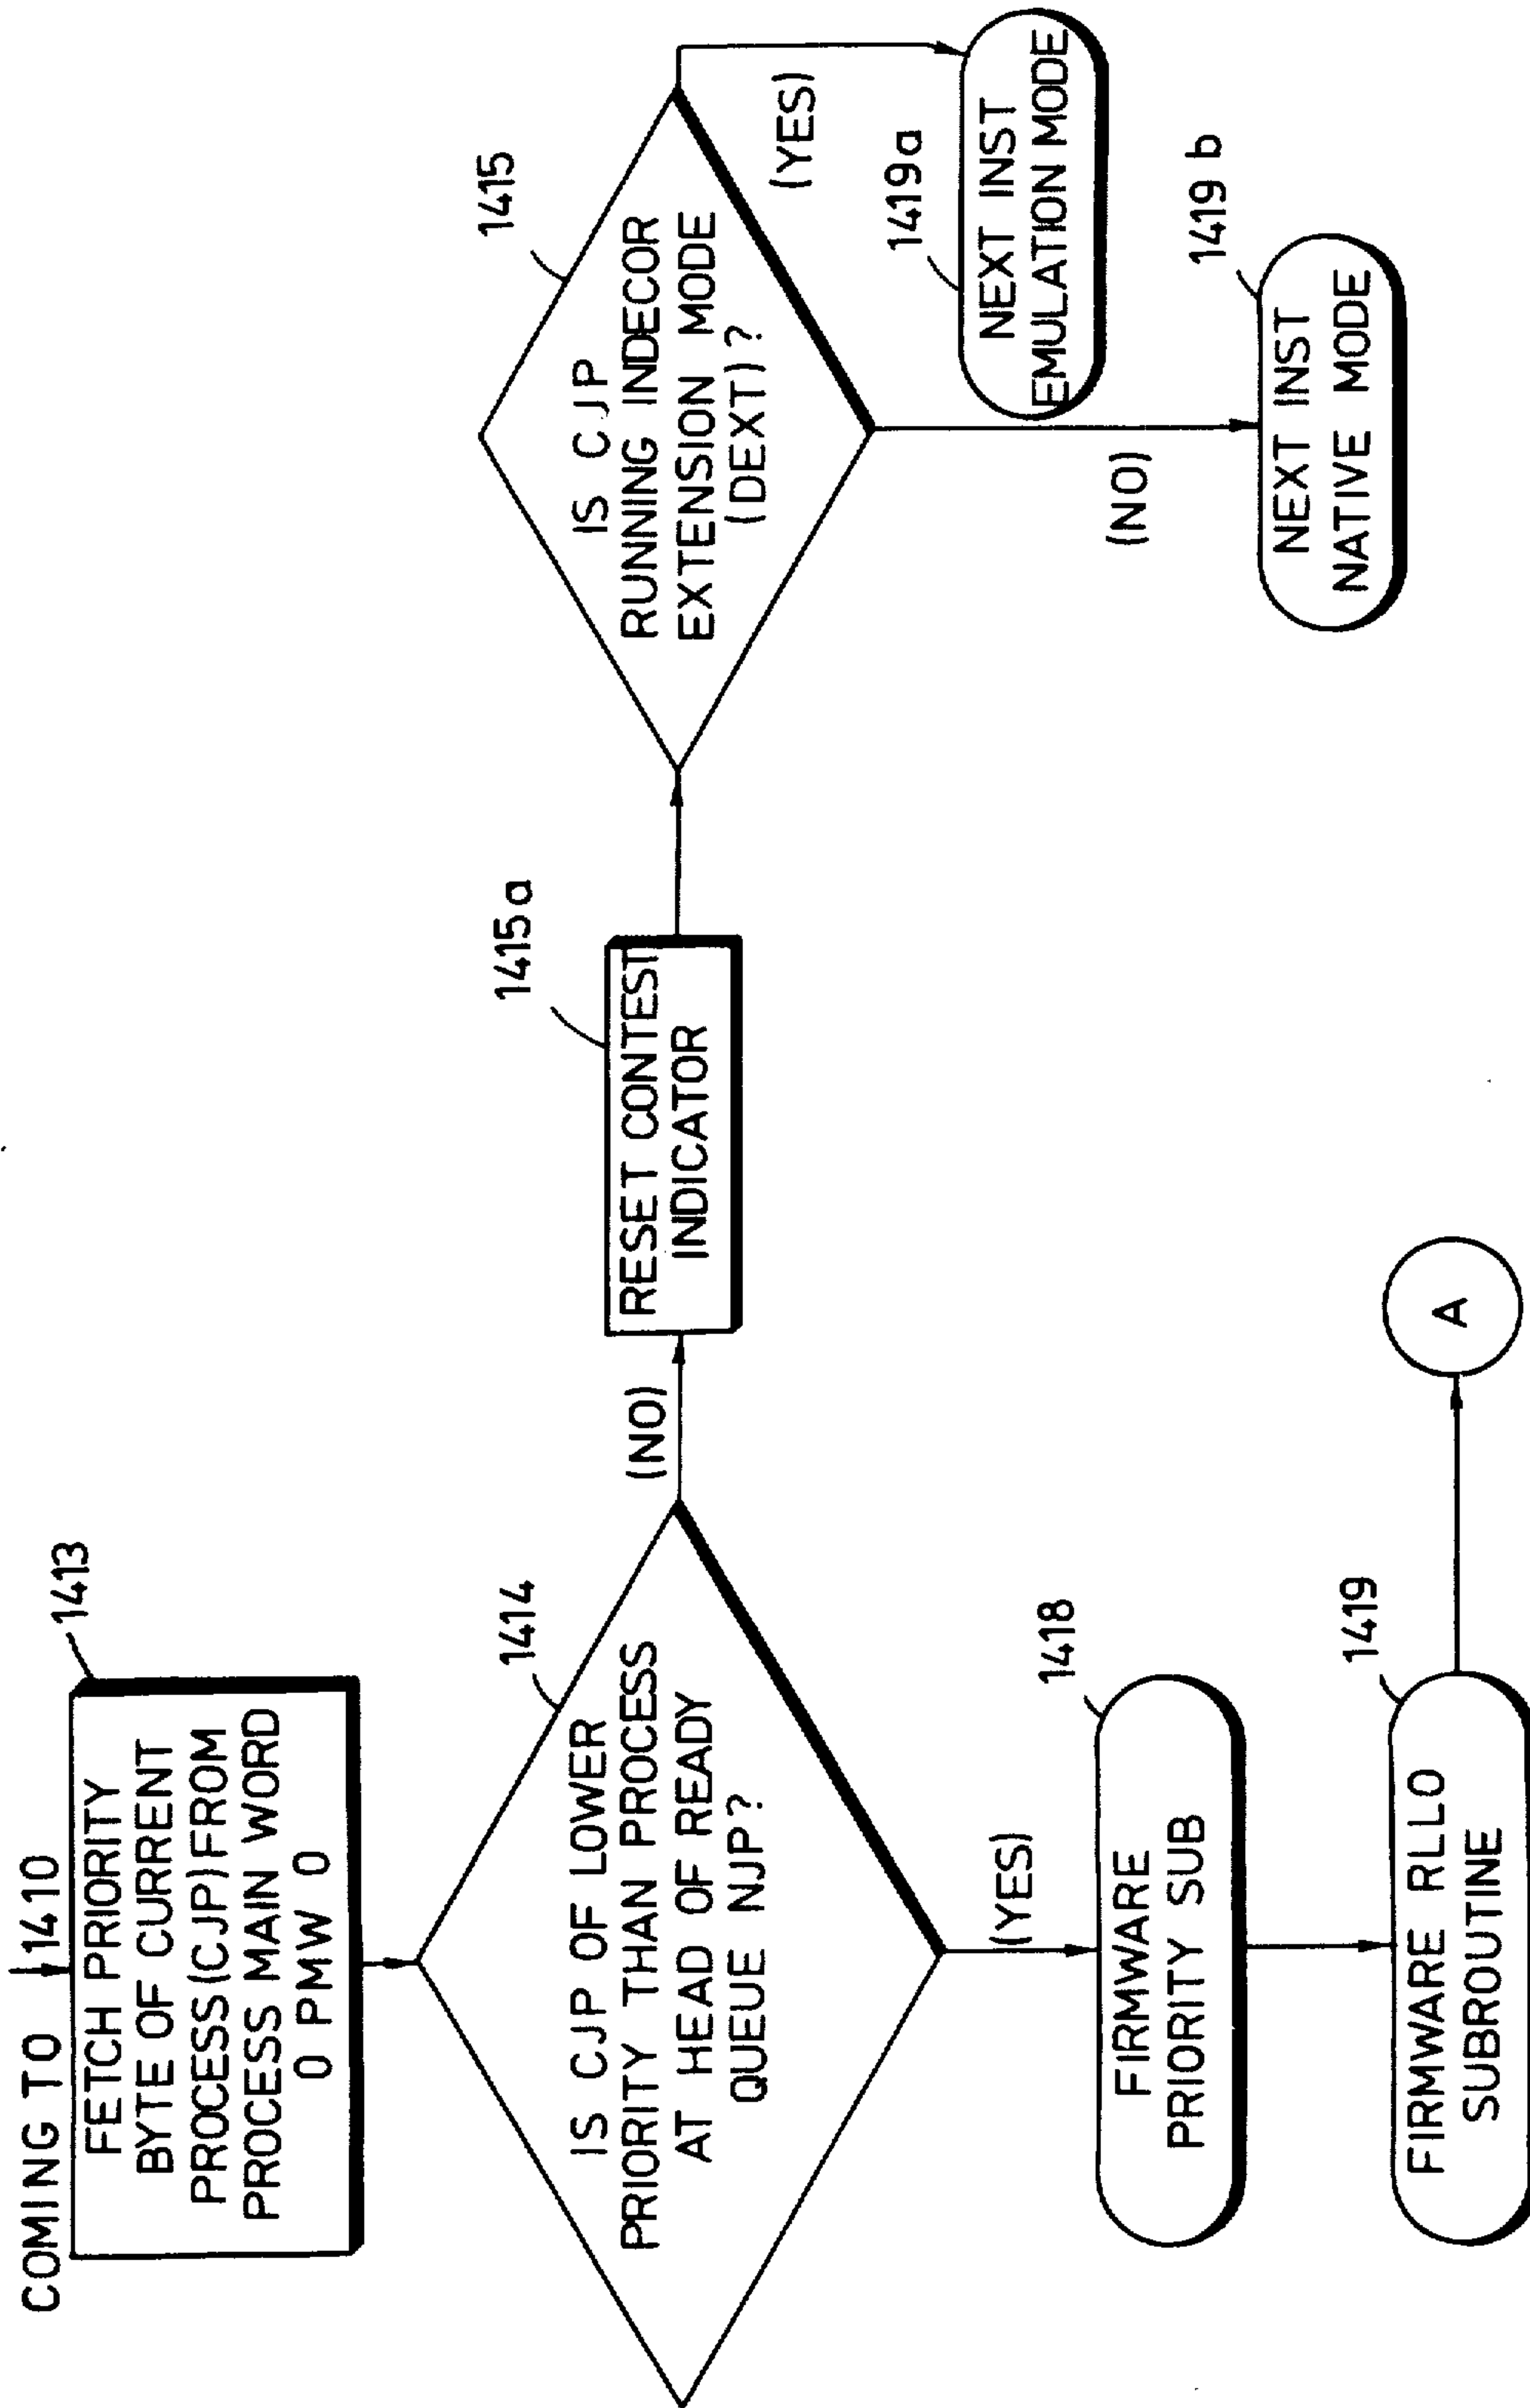 COMING TO 1410
FETCH PRIORITY
BYTE OF CURRENT
PROCESS (CJP) FROM
PROCESS MAIN WORD
0 PMW 0
1413
IS CJP OF LOWER
PRIORITY THAN PROCESS
AT HEAD OF READY
QUEUE NJP?
1414
(NO)
(YES)
RESET CONTEST
INDICATOR
1415a
IS CJP
RUNNING INDECOR
EXTENSION MODE
(DEXT)?
1415
(YES)
NEXT INST
EMULATION MODE
1419a
(NO)
NEXT INST
NATIVE MODE
1419 b
FIRMWARE
PRIORITY SUB
1418
FIRMWARE RLLO
SUBROUTINE
1419
A